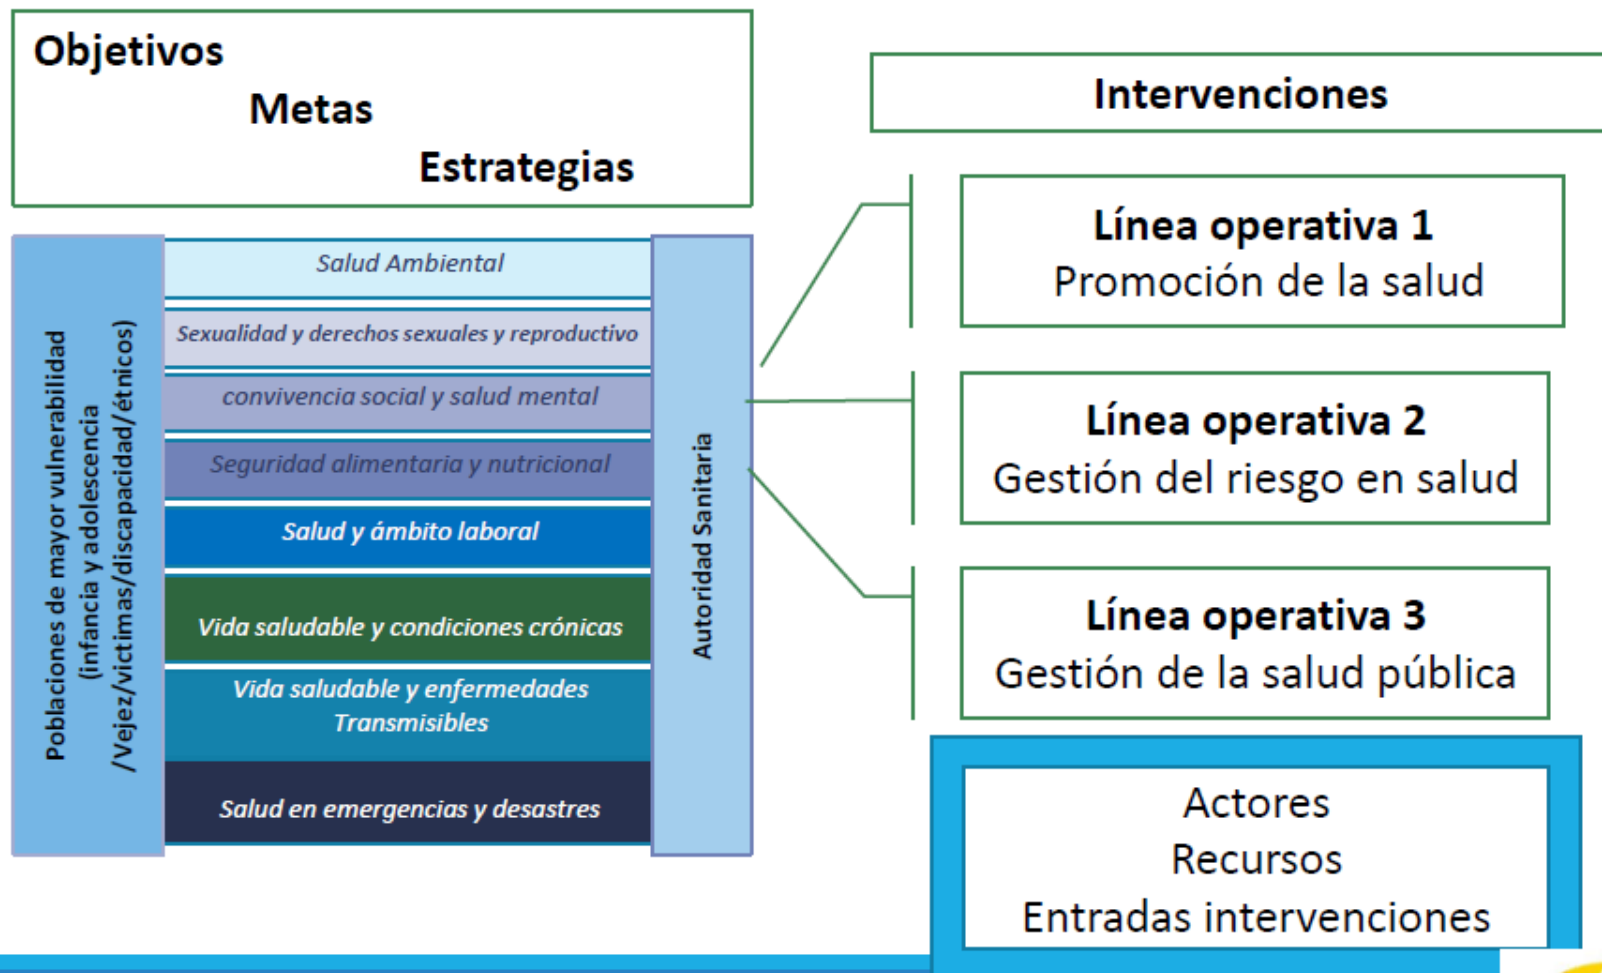 Objetivos
Metas
Estrategias
Poblaciones de mayor vulnerabilidad
(infancia y adolescencia
/Vejez/victimas/discapacidad/étnicos)
Salud Ambiental
Sexualidad y derechos sexuales y reproductivo
convivencia social y salud mental
Seguridad alimentaria y nutricional
Salud y ámbito laboral
Vida saludable y condiciones crónicas
Vida saludable y enfermedades
Transmisibles
Salud en emergencias y desastres
Autoridad Sanitaria
Intervenciones
Línea operativa 1
Promoción de la salud
Línea operativa 2
Gestión del riesgo en salud
Línea operativa 3
Gestión de la salud pública
Actores
Recursos
Entradas intervenciones